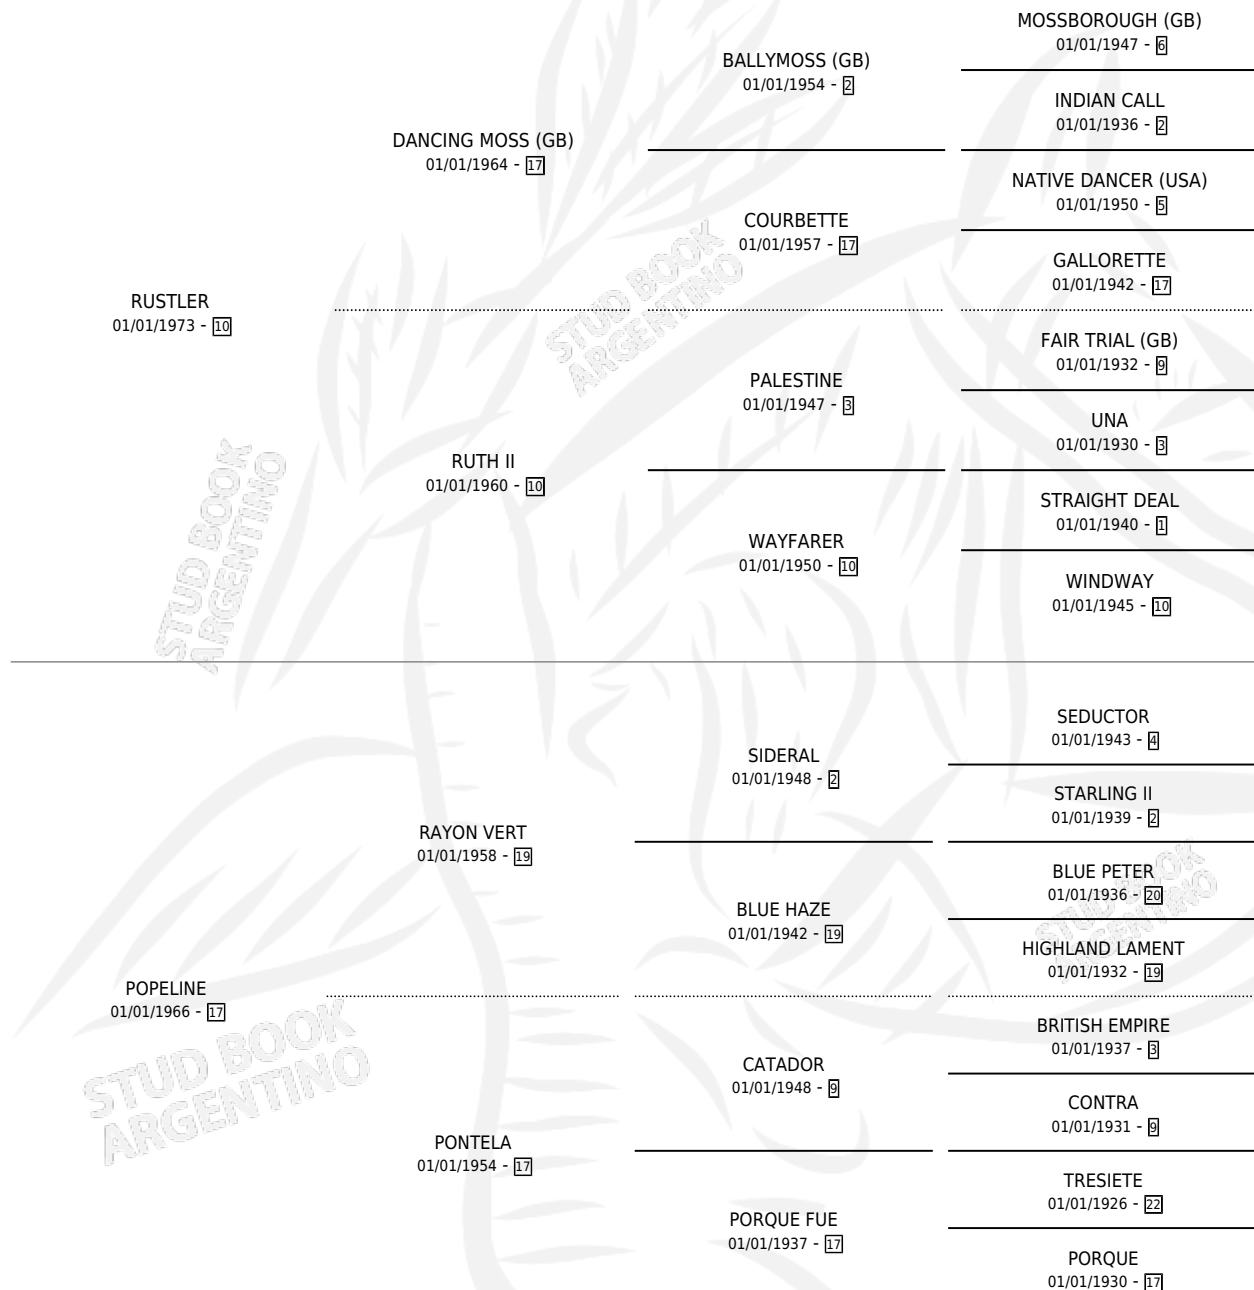 MOSSBOROUGH (GB)
01/01/1947 - 6
BALLYMOSS (GB)
01/01/1954 - 2
INDIAN CALL
01/01/1936 - 2
DANCING MOSS (GB)
01/01/1964 - 17
NATIVE DANCER (USA)
01/01/1950 - 5
COURBETTE
01/01/1957 - 17
GALLORETTE
01/01/1942 - 17
RUSTLER
01/01/1973 - 10
STUD BOOK
ARGENTINO
FAIR TRIAL (GB)
01/01/1932 - 9
PALESTINE
01/01/1947 - 3
UNA
01/01/1930 - 3
RUTH II
01/01/1960 - 10
STRAIGHT DEAL
01/01/1940 - 1
WAYFARER
01/01/1950 - 10
WINDWAY
01/01/1945 - 10
STUD BOOK
ARGENTINO
SEDUCTOR
01/01/1943 - 4
SIDERAL
01/01/1948 - 2
STARLING II
01/01/1939 - 2
RAYON VERT
01/01/1958 - 19
BLUE PETER
01/01/1936 - 20
BLUE HAZE
01/01/1942 - 19
STUD BOOK
ARGENTINO
HIGHLAND LAMENT
01/01/1932 - 19
POPELINE
01/01/1966 - 17
BRITISH EMPIRE
01/01/1937 - 3
CATADOR
01/01/1948 - 9
CONTRA
01/01/1931 - 9
STUD BOOK
ARGENTINO
PONTELA
01/01/1954 - 17
TRESIETE
01/01/1926 - 22
PORQUE FUE
01/01/1937 - 17
PORQUE
01/01/1930 - 17